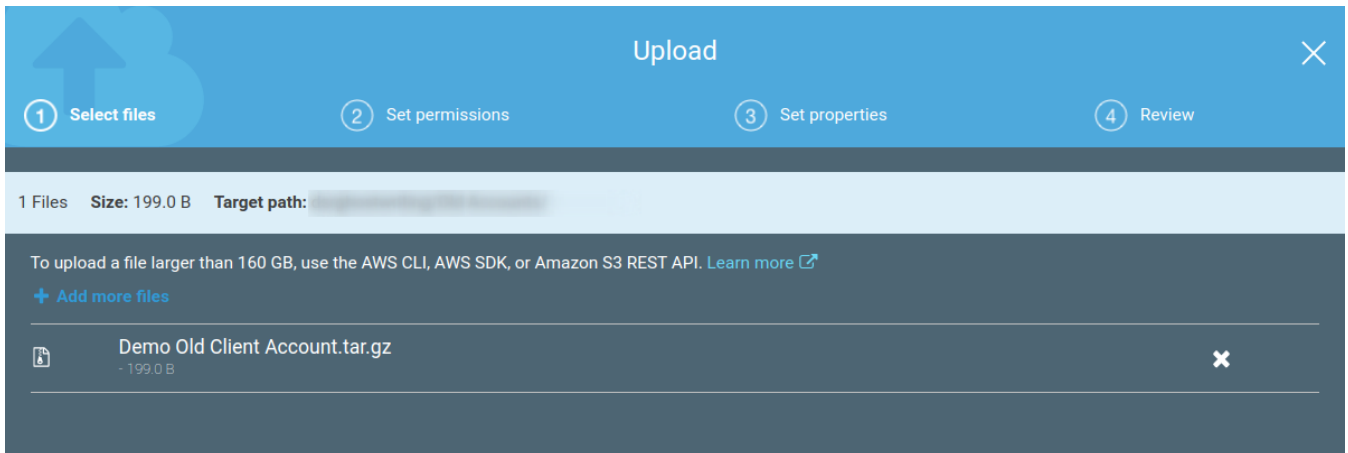 Upload
1 Select files 2 Set permissions 3 Set properties 4 Review
1 Files Size: 199.0 B Target path:
To upload a file larger than 160 GB, use the AWS CLI, AWS SDK, or Amazon S3 REST API. Learn more
Add more files
Demo Old Client Account.tar.gz
- 199.0 B